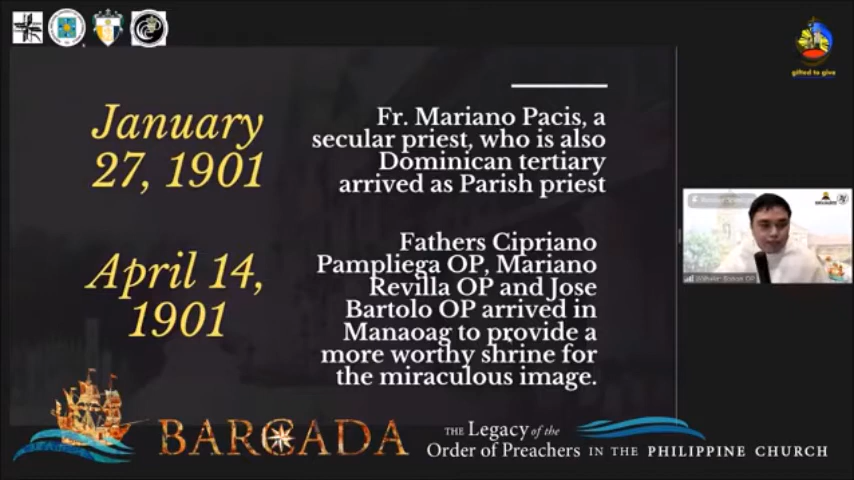 gifted to give
January
27, 1901
Fr. Mariano Pacis, a
secular priest, who is also
Dominican tertiary
arrived as Parish priest
April 14,
1901
Fathers Cipriano
Pampliega OP, Mariano
Revilla OP and Jose
Bartolo OP arrived in
Manaoag to provide a
more worthy shrine for
the miraculous image.
BARCADA
THE Legacy of the
Order of Preachers IN THE PHILIPPINE CHURCH